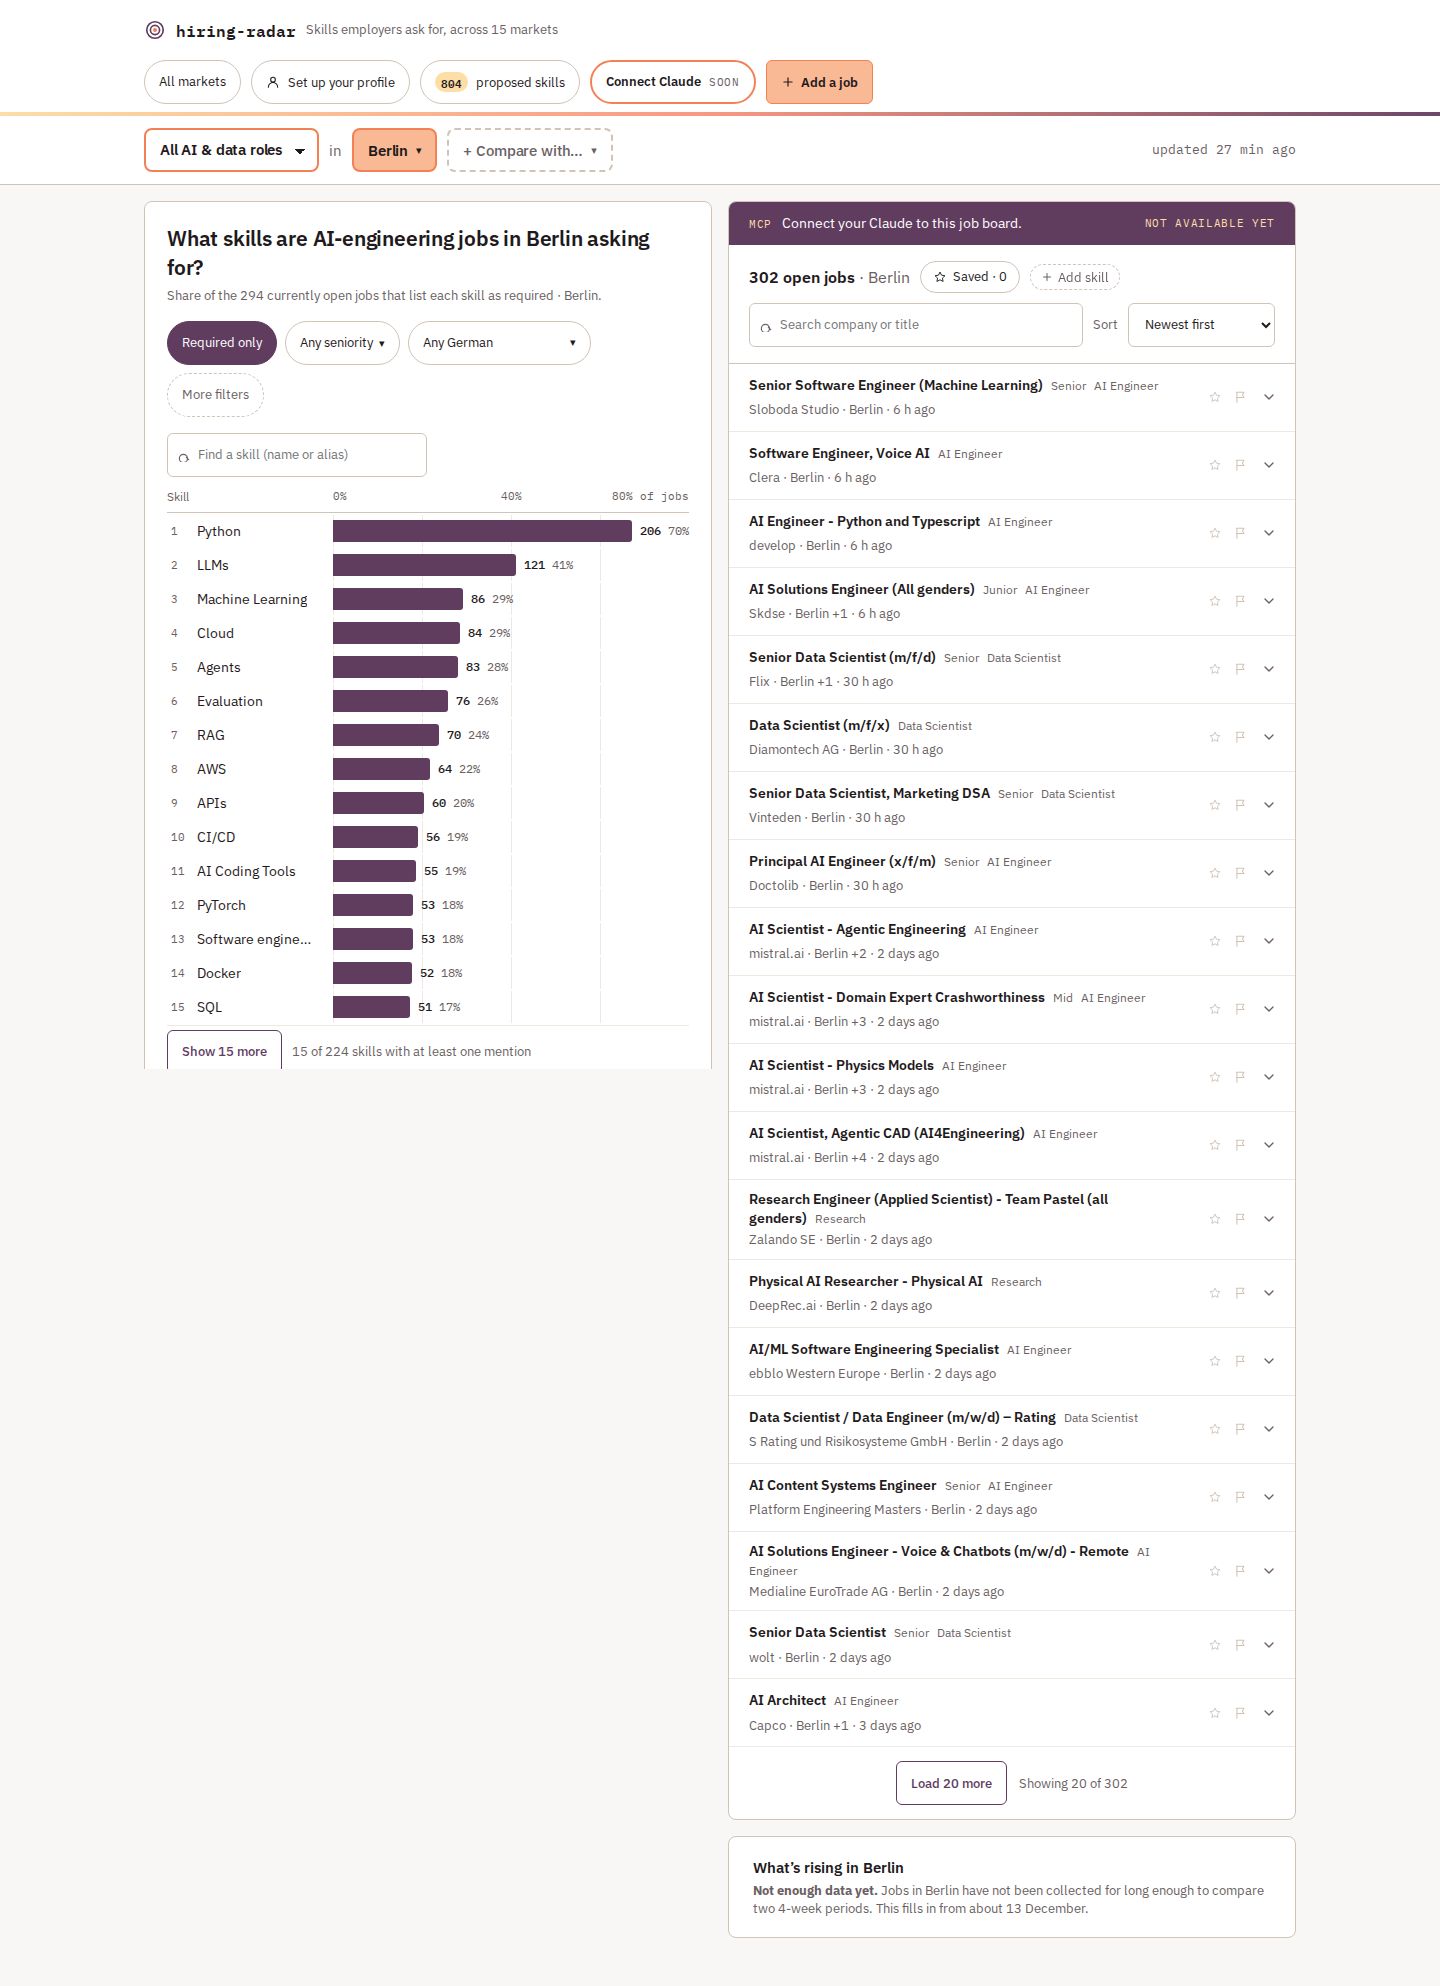 hiring-radar Skills employers ask for, across 15 markets
All markets
Set up your profile
804 proposed skills
Connect Claude SOON
+ Add a job
All AI & data roles
in
Berlin ▾
+ Compare with... ▾
updated 27 min ago
What skills are AI-engineering jobs in Berlin asking
for?
Share of the 294 currently open jobs that list each skill as required · Berlin.
Required only
Any seniority ▾
Any German ▾
More filters
Find a skill (name or alias)
Skill 0% 40% 80% of jobs
1 Python 206 70%
2 LLMs 121 41%
3 Machine Learning 86 29%
4 Cloud 84 29%
5 Agents 83 28%
6 Evaluation 76 26%
7 RAG 70 24%
8 AWS 64 22%
9 APIs 60 20%
10 CI/CD 56 19%
11 AI Coding Tools 55 19%
12 PyTorch 53 18%
13 Software engine... 53 18%
14 Docker 52 18%
15 SQL 51 17%
Show 15 more 15 of 224 skills with at least one mention
MCP Connect your Claude to this job board. NOT AVAILABLE YET
302 open jobs · Berlin
Saved · 0
+ Add skill
Search company or title
Sort
Newest first
Senior Software Engineer (Machine Learning) Senior AI Engineer
Sloboda Studio · Berlin · 6 h ago
Software Engineer, Voice AI AI Engineer
Clera · Berlin · 6 h ago
AI Engineer - Python and Typescript AI Engineer
develop · Berlin · 6 h ago
AI Solutions Engineer (All genders) Junior AI Engineer
Skdse · Berlin +1 · 6 h ago
Senior Data Scientist (m/f/d) Senior Data Scientist
Flix · Berlin +1 · 30 h ago
Data Scientist (m/f/x) Data Scientist
Diamontech AG · Berlin · 30 h ago
Senior Data Scientist, Marketing DSA Senior Data Scientist
Vinteden · Berlin · 30 h ago
Principal AI Engineer (x/f/m) Senior AI Engineer
Doctolib · Berlin · 30 h ago
AI Scientist - Agentic Engineering AI Engineer
mistral.ai · Berlin +2 · 2 days ago
AI Scientist - Domain Expert Crashworthiness Mid AI Engineer
mistral.ai · Berlin +3 · 2 days ago
AI Scientist - Physics Models AI Engineer
mistral.ai · Berlin +3 · 2 days ago
AI Scientist, Agentic CAD (AI4Engineering) AI Engineer
mistral.ai · Berlin +4 · 2 days ago
Research Engineer (Applied Scientist) - Team Pastel (all
genders) Research
Zalando SE · Berlin · 2 days ago
Physical AI Researcher - Physical AI Research
DeepRec.ai · Berlin · 2 days ago
AI/ML Software Engineering Specialist AI Engineer
ebblo Western Europe · Berlin · 2 days ago
Data Scientist / Data Engineer (m/w/d) – Rating Data Scientist
S Rating und Risikosysteme GmbH · Berlin · 2 days ago
AI Content Systems Engineer Senior AI Engineer
Platform Engineering Masters · Berlin · 2 days ago
AI Solutions Engineer - Voice & Chatbots (m/w/d) - Remote AI
Engineer
Medialine EuroTrade AG · Berlin · 2 days ago
Senior Data Scientist Senior Data Scientist
wolt · Berlin · 2 days ago
AI Architect AI Engineer
Capco · Berlin +1 · 3 days ago
Load 20 more Showing 20 of 302
What's rising in Berlin
Not enough data yet. Jobs in Berlin have not been collected for long enough to compare
two 4-week periods. This fills in from about 13 December.